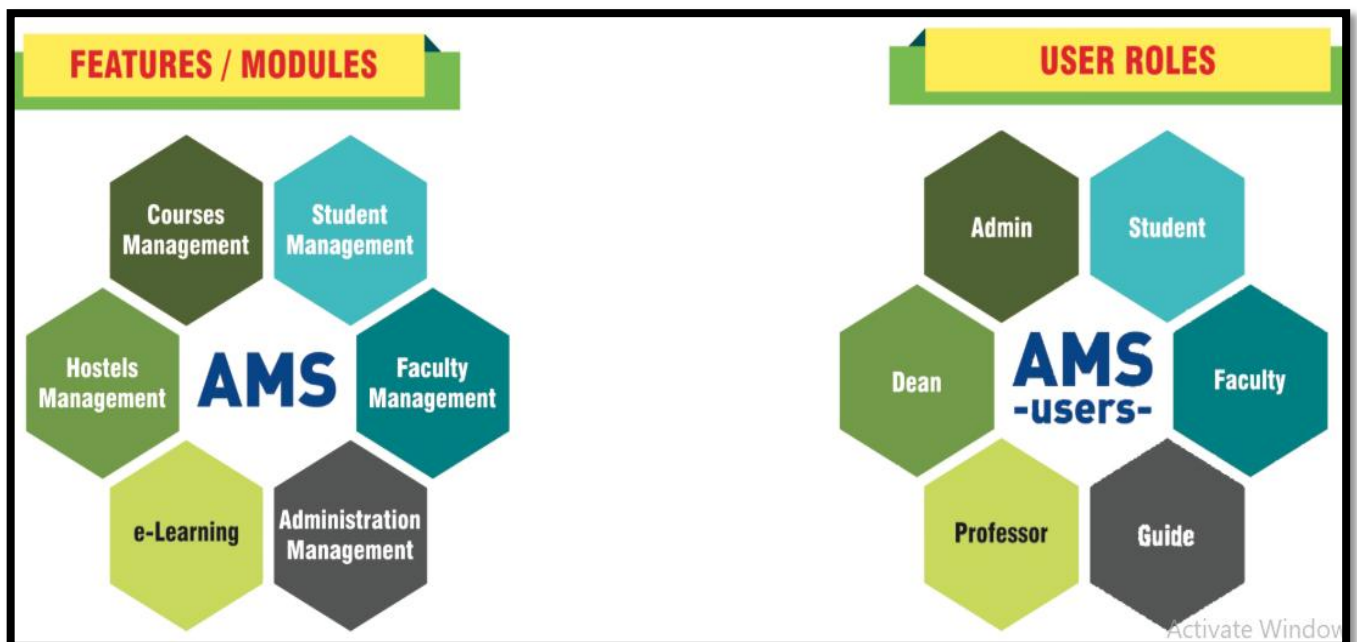 FEATURES / MODULES
Courses
Management
Student
Management
Hostels
Management
AMS
Faculty
Management
e-Learning
Administration
Management
USER ROLES
Admin
Student
Dean
AMS
-users-
Faculty
Professor
Guide
Activate Window